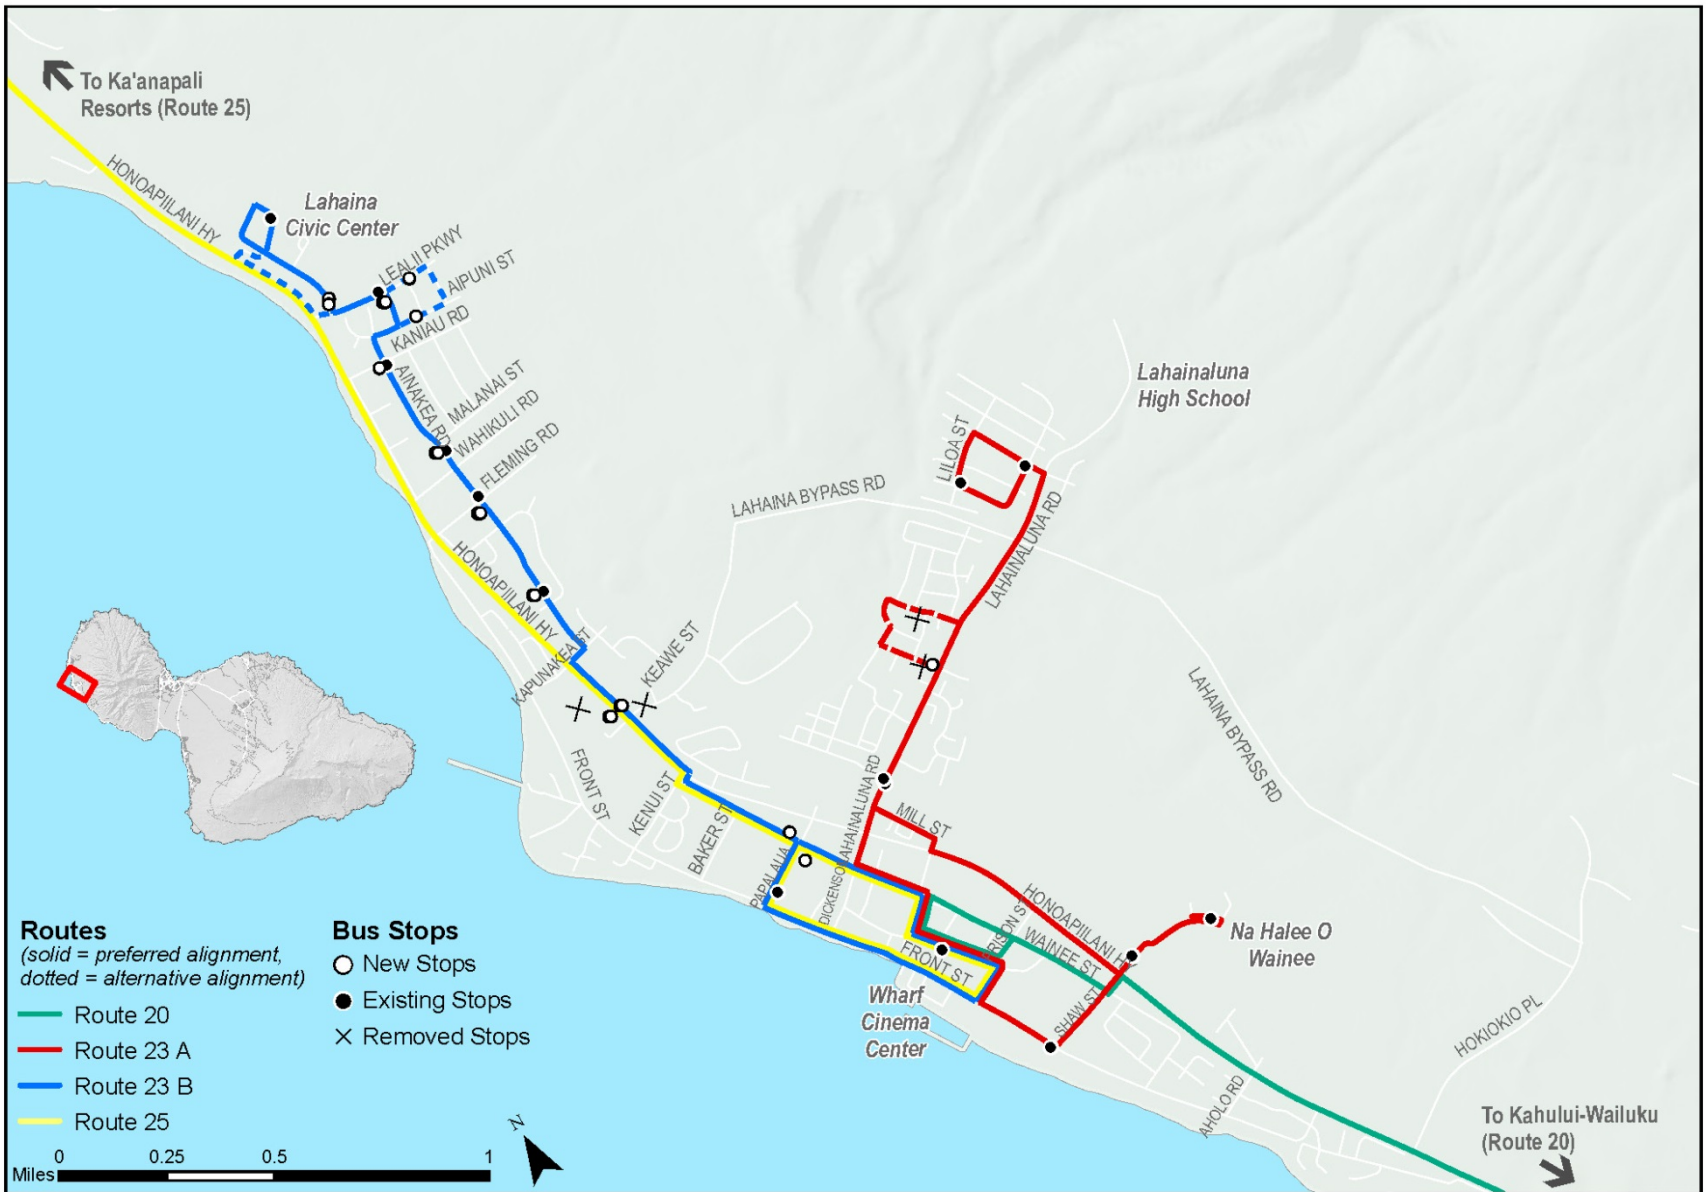 To Ka'anapali
Resorts (Route 25)
HONOAPIILANI HY
Lahaina
Civic Center
LEALII PKWY
AIPUNI ST
KANIAU RD
AINAKEA RD
MALANAI ST
WAHIKULI RD
FLEMING RD
Lahainaluna
High School
LILOA ST
LAHAINA BYPASS RD
LAHAINALUNA RD
HONOAPIILANI HY
KAPUNAKEA ST
KEAWE ST
LAHAINA BYPASS RD
FRONT ST
KENUI ST
BAKER ST
PAPALAUA
DICKENSON
LAHAINALUNA RD
MILL ST
HONOAPIILANI HY
PRISON ST
WAINEE ST
FRONT ST
SHAW ST
Na Halee O
Wainee
Wharf
Cinema
Center
HOKIOKIO PL
AHOLO RD
To Kahului-Wailuku
(Route 20)
Routes
(solid = preferred alignment,
dotted = alternative alignment)
Route 20
Route 23 A
Route 23 B
Route 25
Bus Stops
New Stops
Existing Stops
Removed Stops
N
0 0.25 0.5 1
Miles